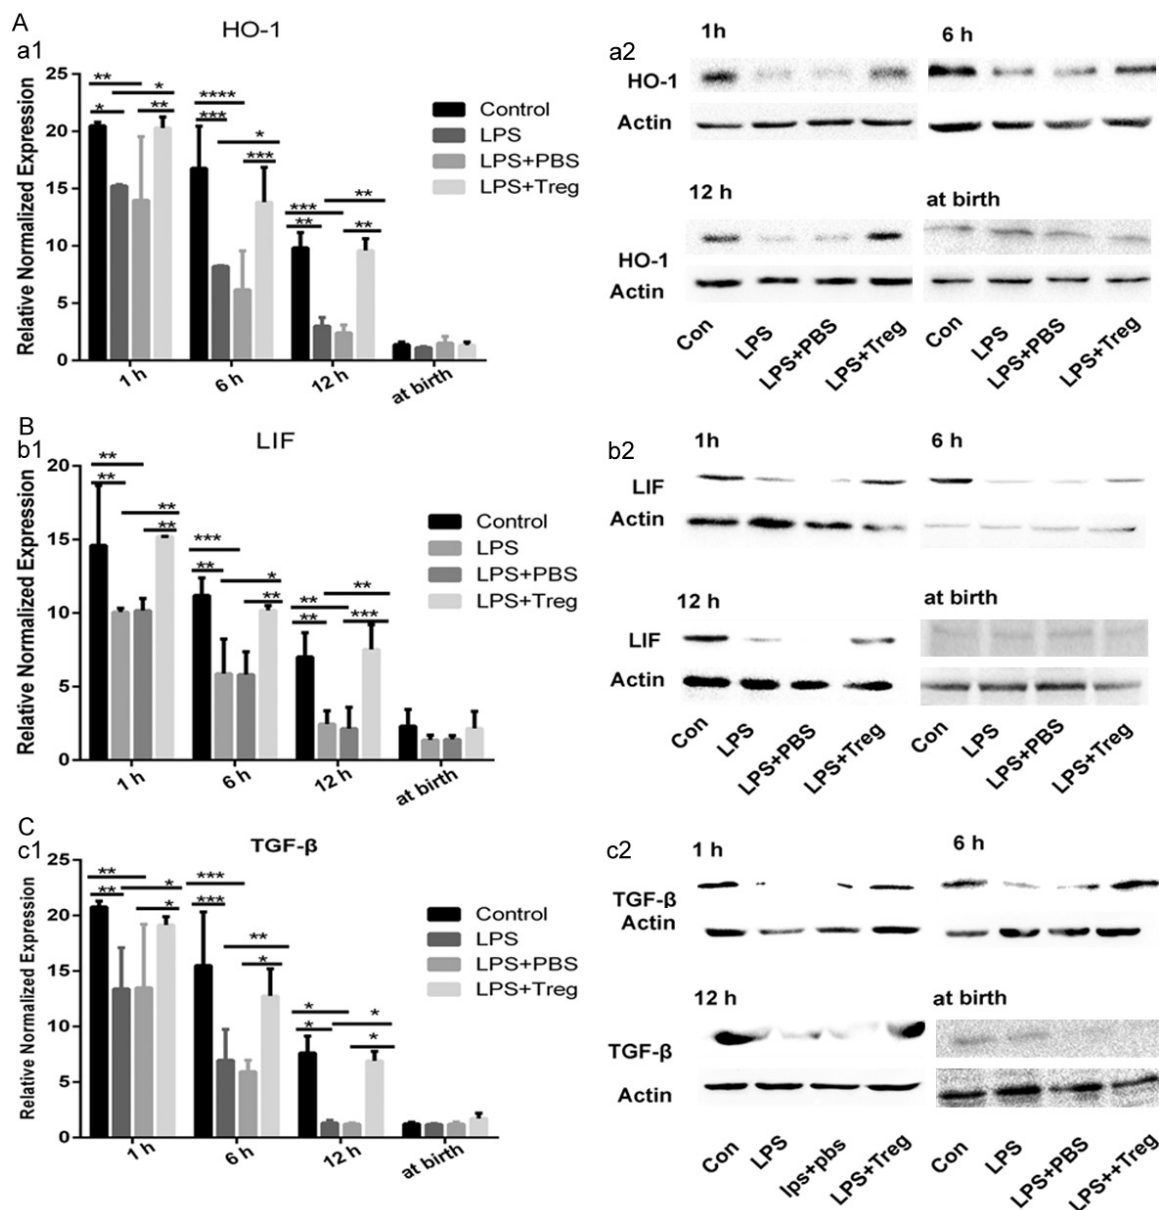 A
a1
HO-1
Relative Normalized Expression
25
20
15
10
5
0
** * * **
**** *** * ***
*** ** ** **
Control
LPS
LPS+PBS
LPS+Treg
1 h 6 h 12 h at birth
a2
1h 6 h
HO-1
Actin
12 h at birth
HO-1
Actin
Con LPS LPS+PBS LPS+Treg Con LPS LPS+PBS LPS+Treg
B
b1
LIF
Relative Normalized Expression
20
15
10
5
0
** ** ** **
*** ** * **
** ** ** ***
Control
LPS
LPS+PBS
LPS+Treg
1 h 6 h 12 h at birth
b2
1h 6 h
LIF
Actin
12 h at birth
LIF
Actin
Con LPS LPS+PBS LPS+Treg Con LPS LPS+PBS LPS+Treg
C
c1
TGF-β
Relative Normalized Expression
25
20
15
10
5
0
** ** * *
*** *** ** *
* * * *
Control
LPS
LPS+PBS
LPS+Treg
1 h 6 h 12 h at birth
c2
1 h 6 h
TGF-β
Actin
12 h at birth
TGF-β
Actin
Con LPS lps+pbs LPS+Treg Con LPS LPS+PBS LPS++Treg